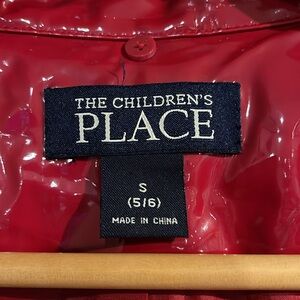 THE CHILDREN'S
PLACE
S
(5/6)
MADE IN CHINA